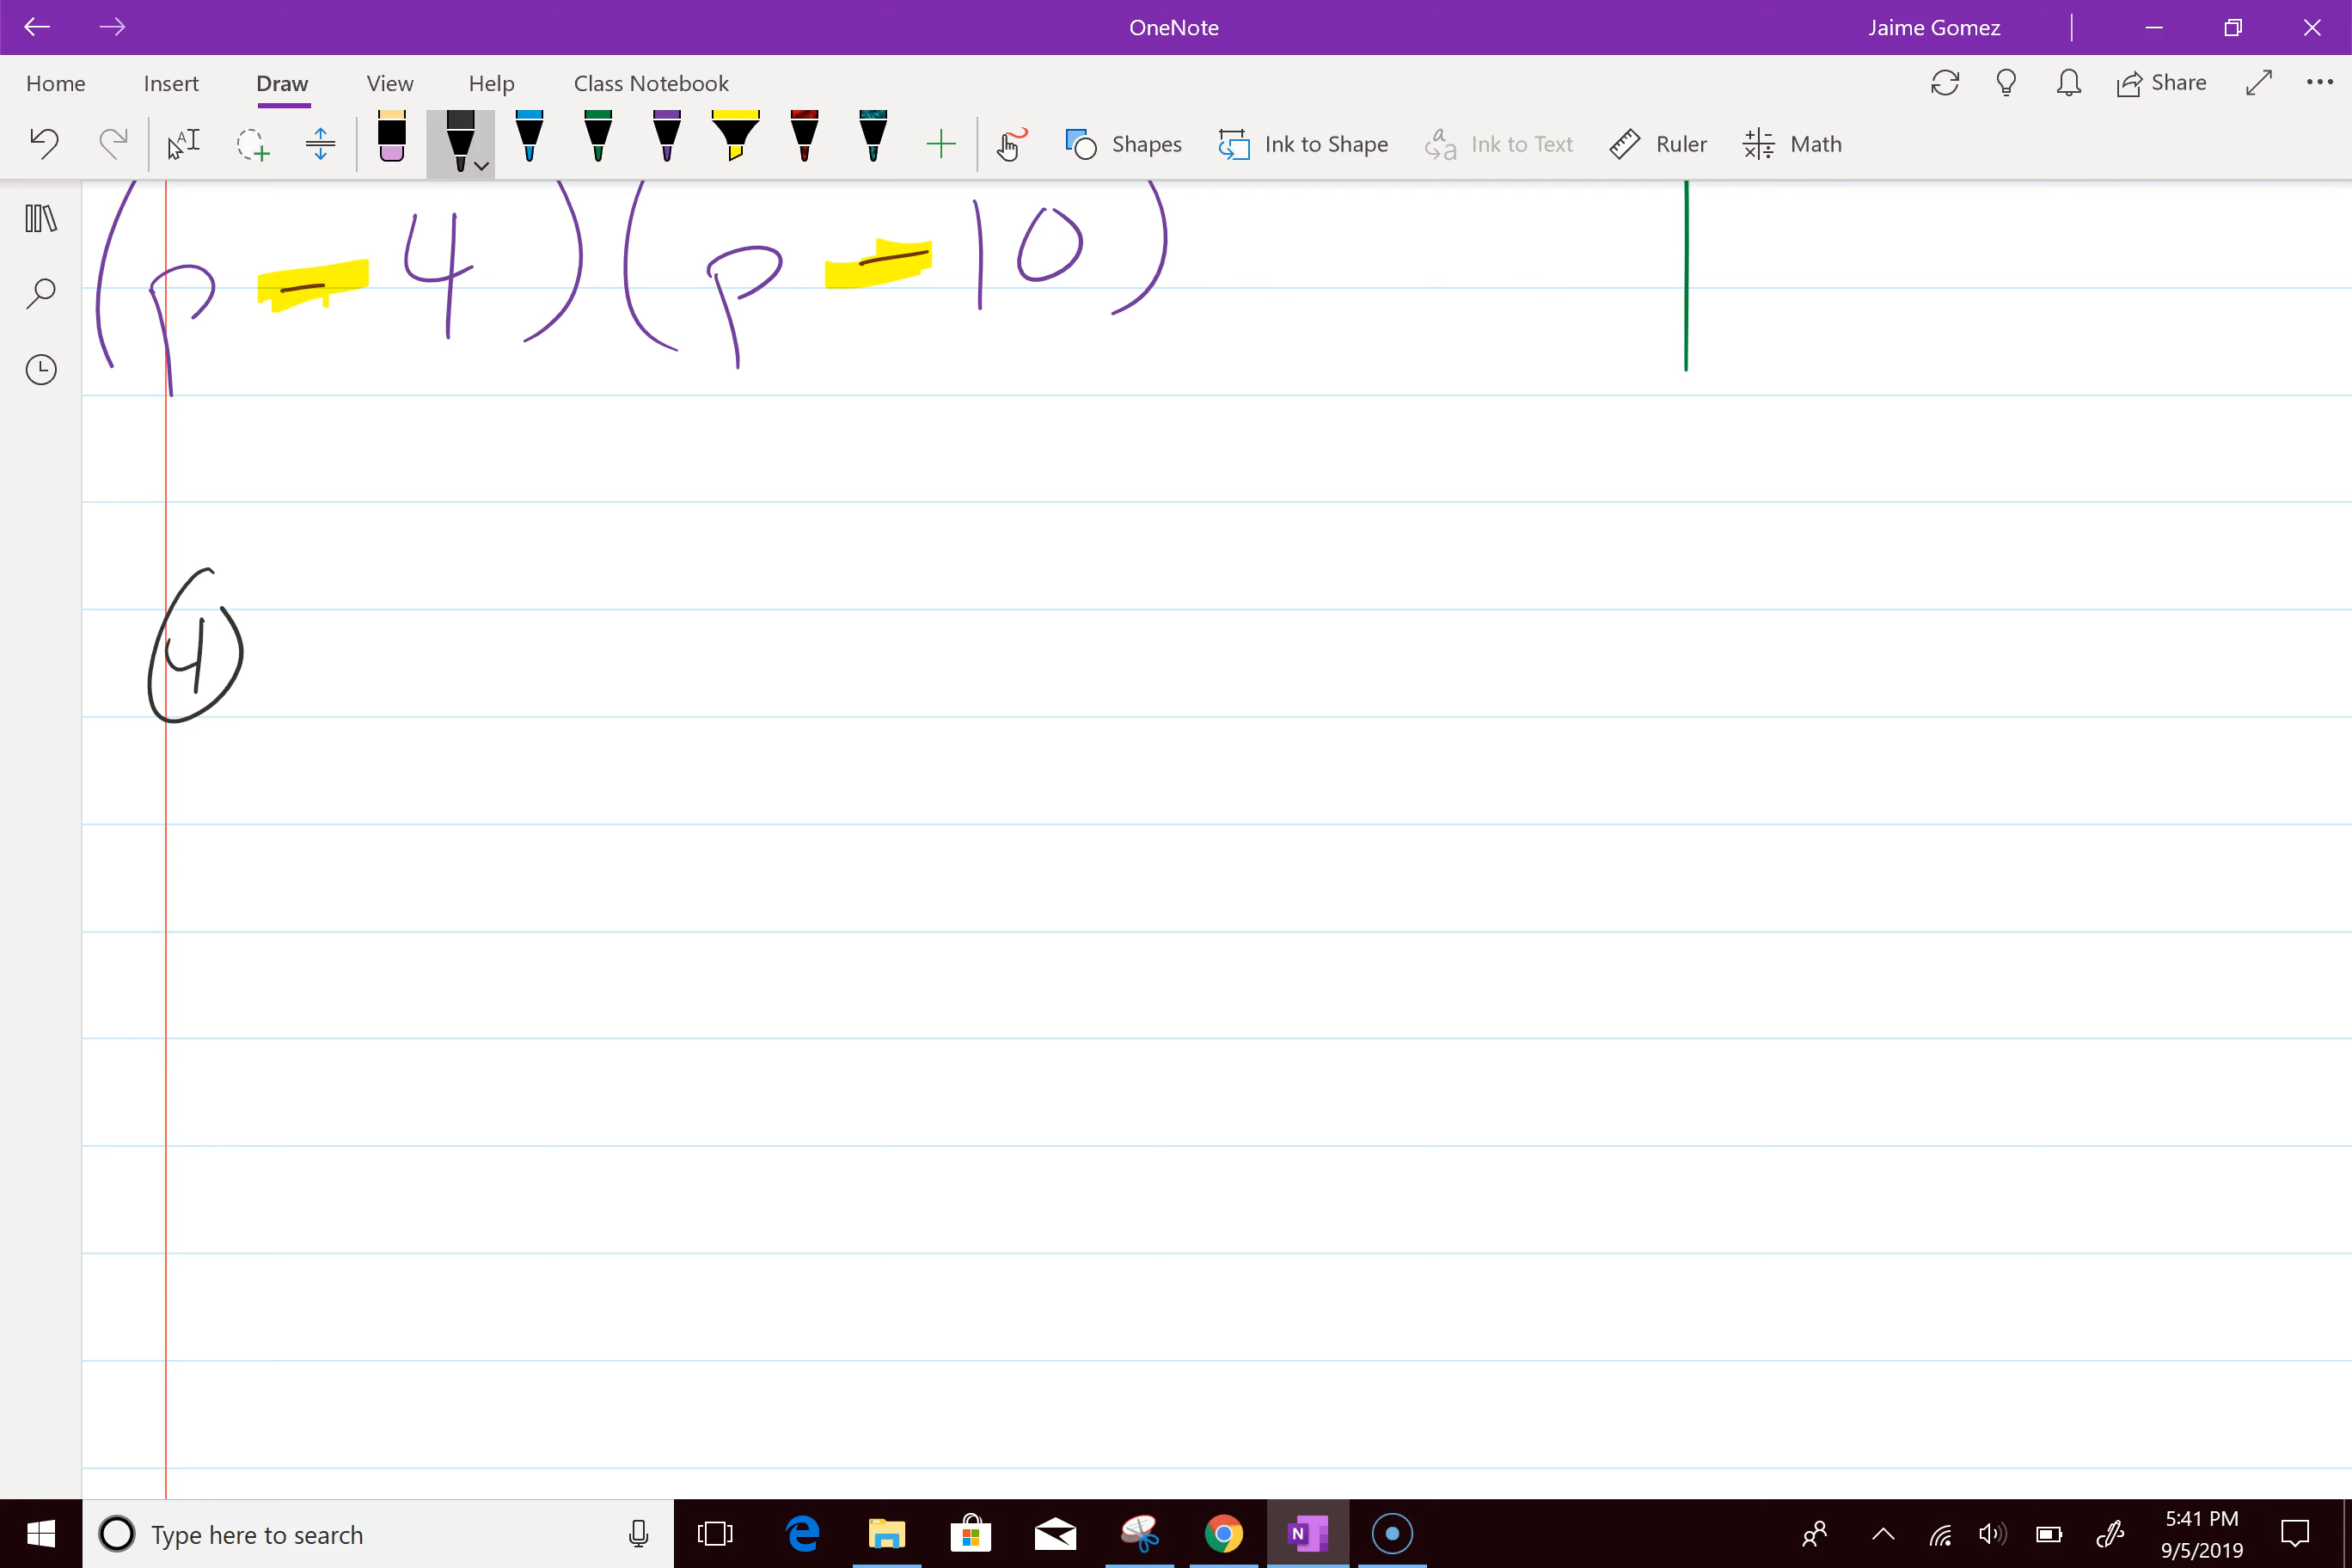 OneNote
Jaime Gomez
Home Insert Draw View Help Class Notebook Share
Shapes Ink to Shape Ink to Text Ruler Math
(p - 4)(p - 10)
4
Type here to search
5:41 PM
9/5/2019